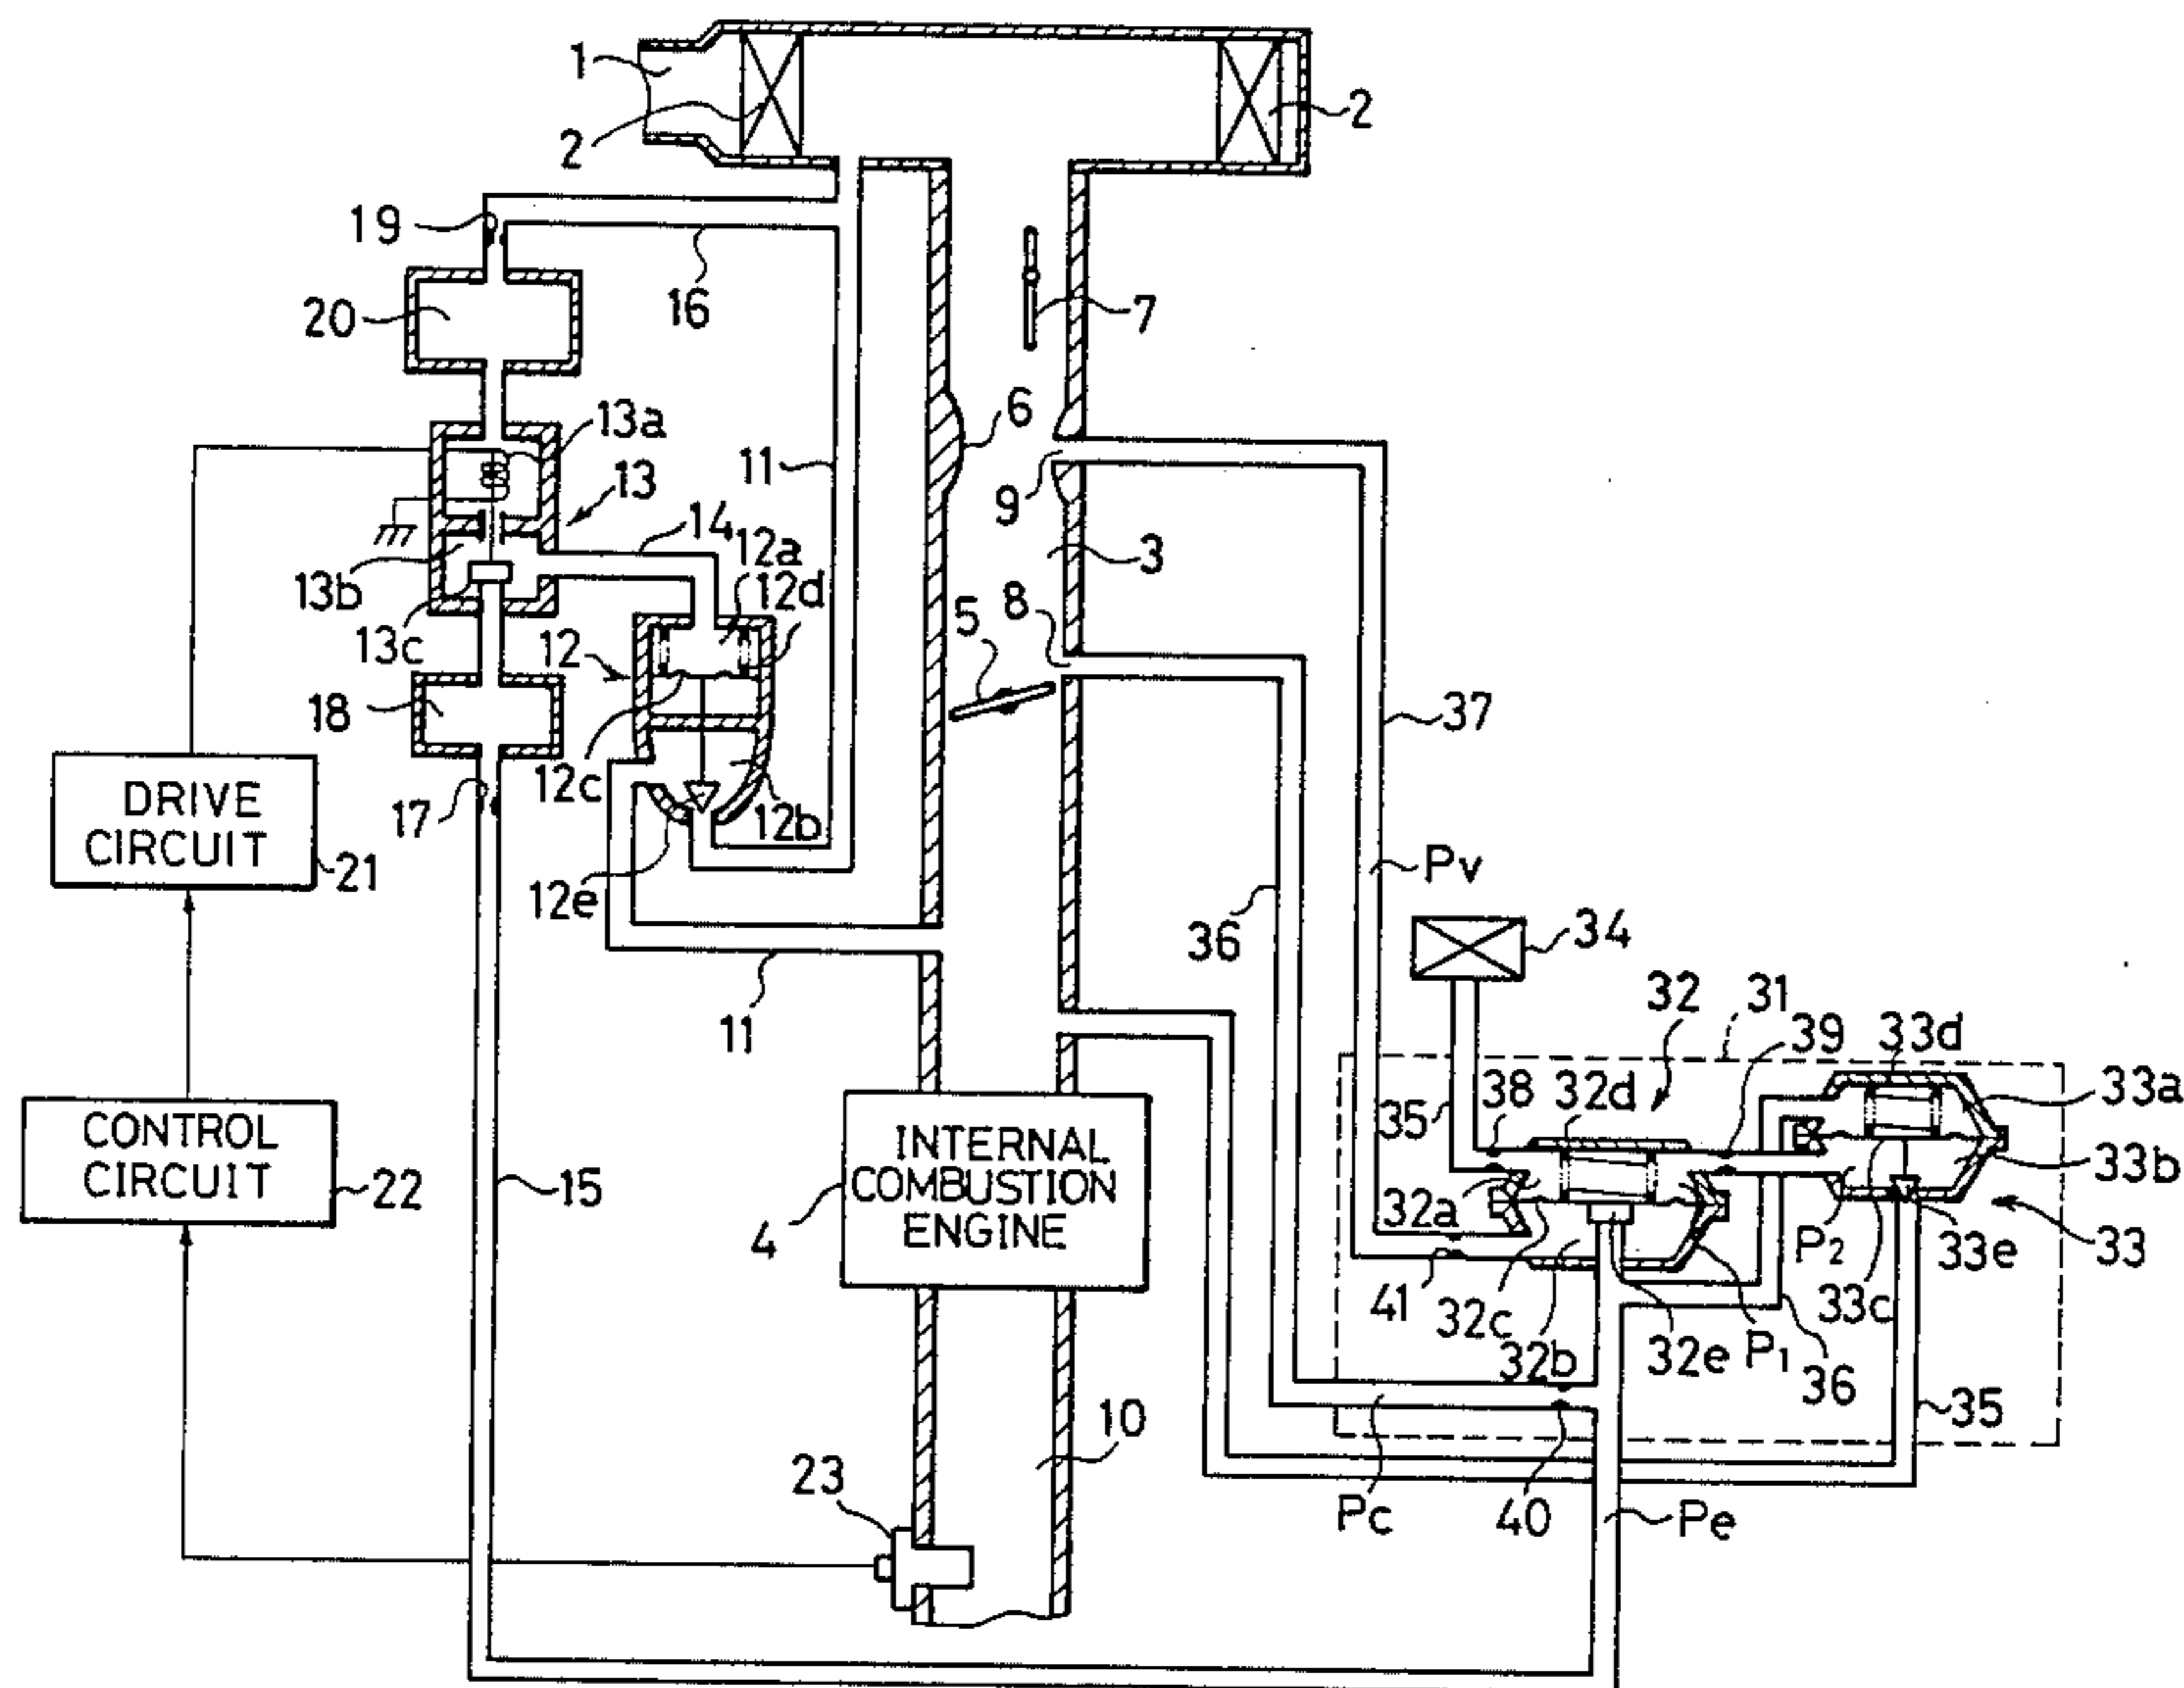 1
2
2
19
16
20
7
13a
6
11
13
9
14
12a
3
13b
12d
8
5
13c
12
18
37
12c
DRIVE
CIRCUIT
17
12b
21
Pv
12e
36
34
11
32
31
39
33d
38
32d
35
33a
CONTROL
CIRCUIT
22
15
INTERNAL
COMBUSTION
ENGINE
4
32a
33b
P2
33e
33
41
32c
33c
32b
32e
P1
36
35
10
23
Pc
40
Pe